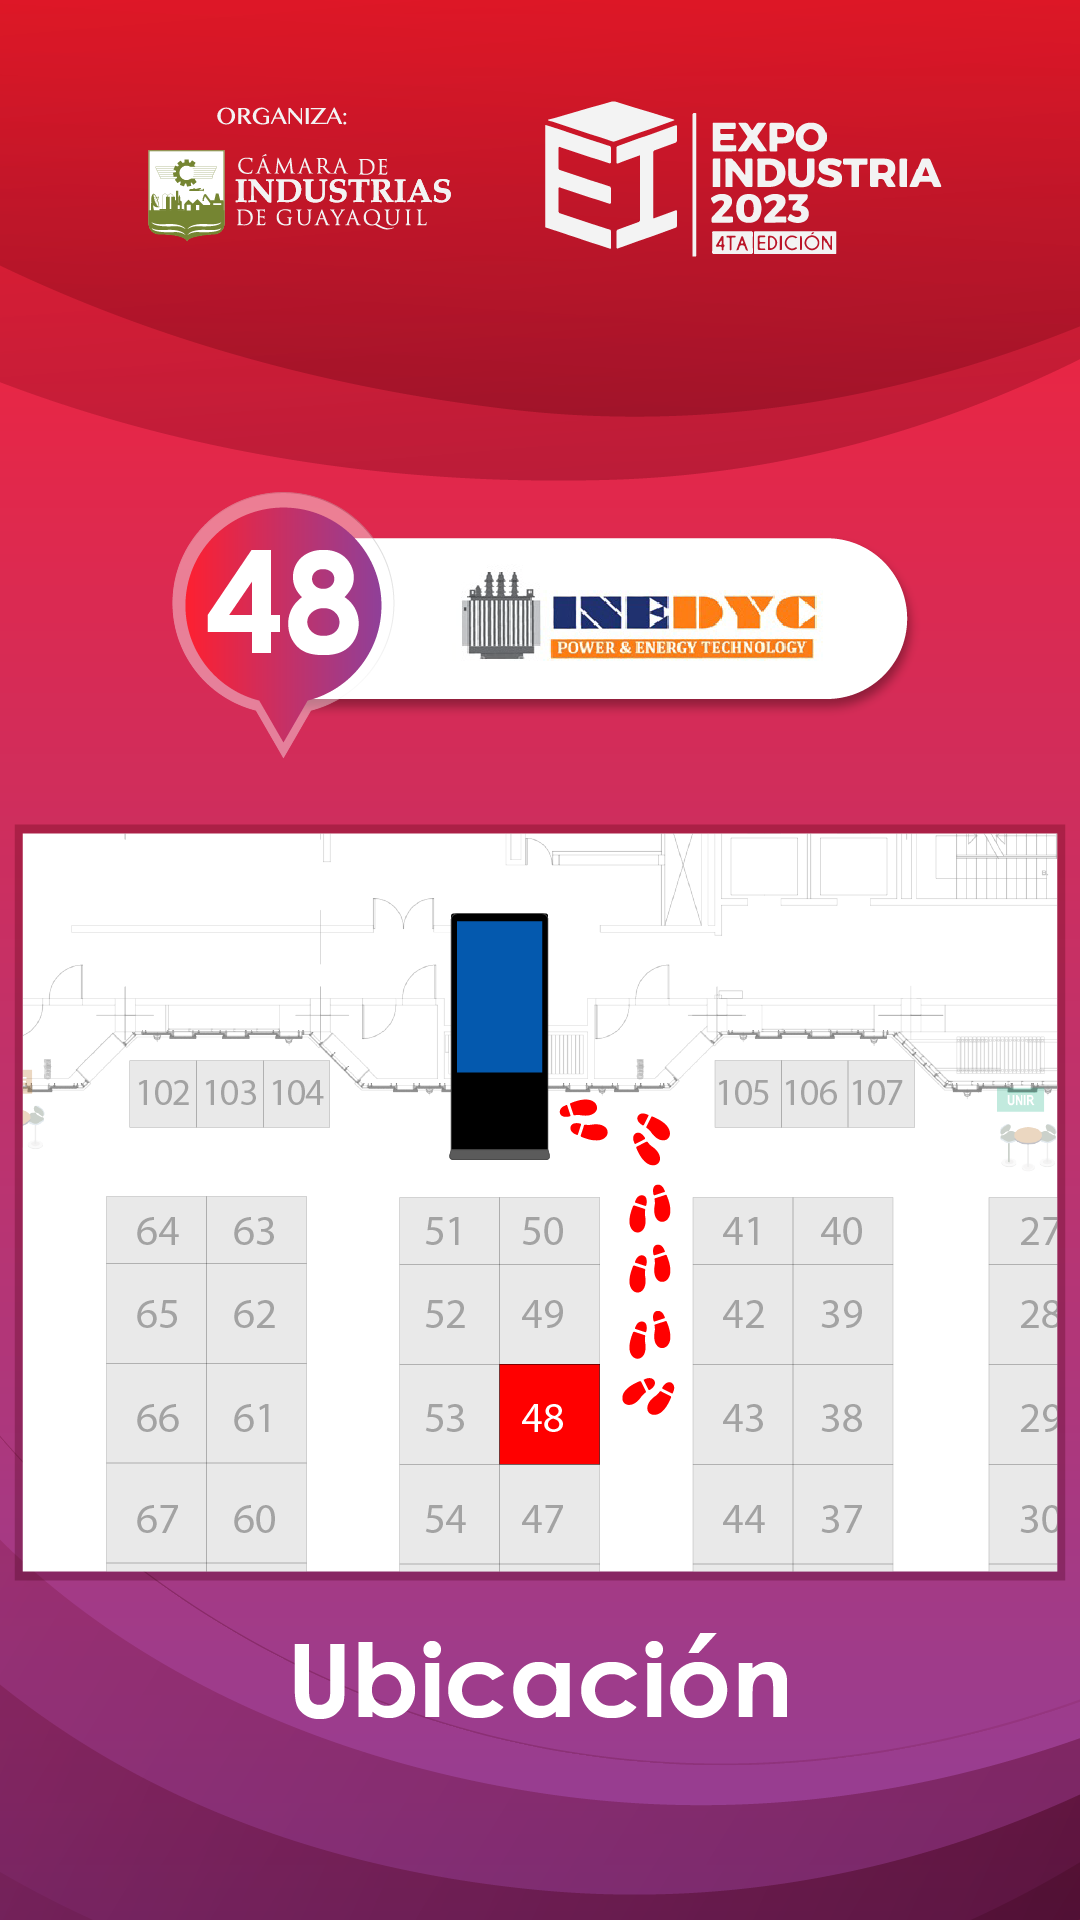 ORGANIZA:
CÁMARA DE
INDUSTRIAS
DE GUAYAQUIL
EXPO
INDUSTRIA
2023
4TA EDICIÓN
48
INEDYC
POWER & ENERGY TECHNOLOGY
102 103 104
105 106 107
UNIR
64 63 51 50 41 40 27
65 62 52 49 42 39 28
66 61 53 48 43 38 29
67 60 54 47 44 37 30
Ubicación